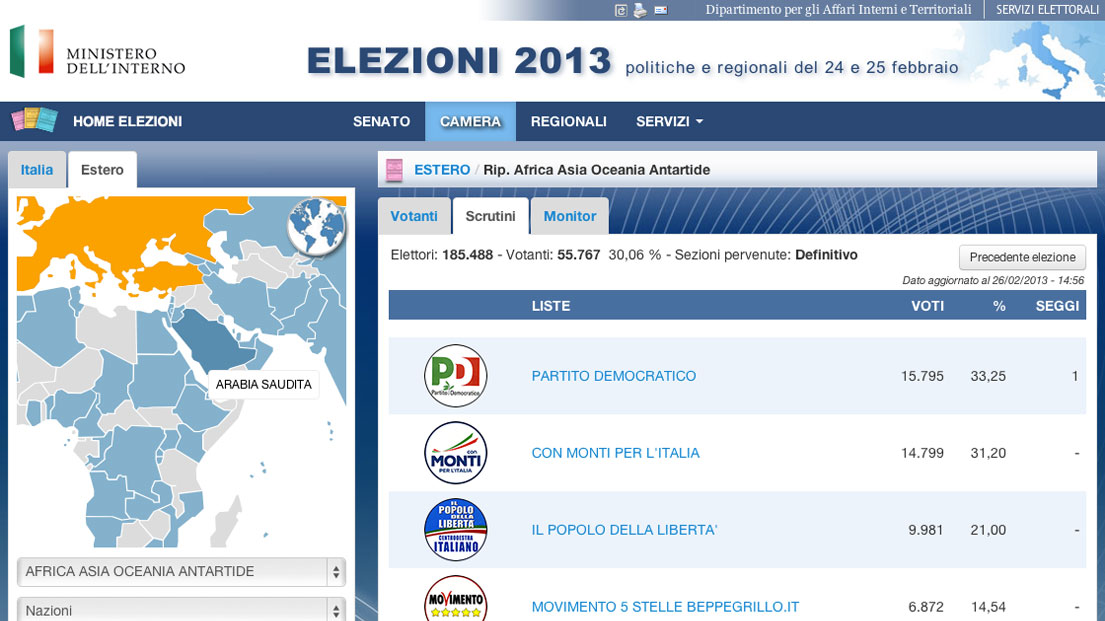 Dipartimento per gli Affari Interni e Territoriali
SERVIZI ELETTORALI
MINISTERO
DELL'INTERNO
ELEZIONI 2013 politiche e regionali del 24 e 25 febbraio
HOME ELEZIONI
SENATO
CAMERA
REGIONALI
SERVIZI
Italia
Estero
ARABIA SAUDITA
AFRICA ASIA OCEANIA ANTARTIDE
Nazioni
ESTERO / Rip. Africa Asia Oceania Antartide
Votanti
Scrutini
Monitor
Elettori: 185.488 - Votanti: 55.767 30,06 % - Sezioni pervenute: Definitivo
Precedente elezione
Dato aggiornato al 26/02/2013 - 14:56
LISTE VOTI % SEGGI
PD
Partito Democratico
PARTITO DEMOCRATICO 15.795 33,25 1
con
MONTI
PER L'ITALIA
CON MONTI PER L'ITALIA 14.799 31,20 -
IL
POPOLO
DELLA
LIBERTA'
CENTRODESTRA
ITALIANO
IL POPOLO DELLA LIBERTA' 9.981 21,00 -
MOVIMENTO
MOVIMENTO 5 STELLE BEPPEGRILLO.IT 6.872 14,54 -